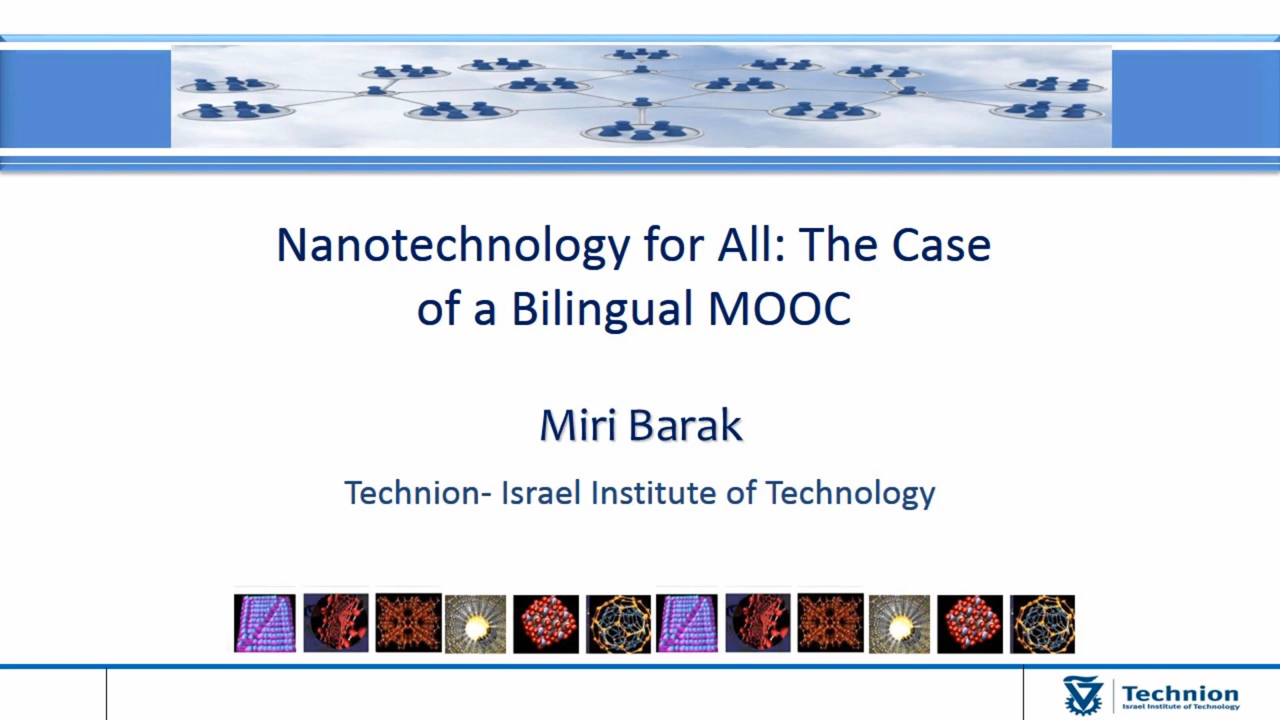 Nanotechnology for All: The Case
of a Bilingual MOOC
Miri Barak
Technion- Israel Institute of Technology
Technion
Israel Institute of Technology